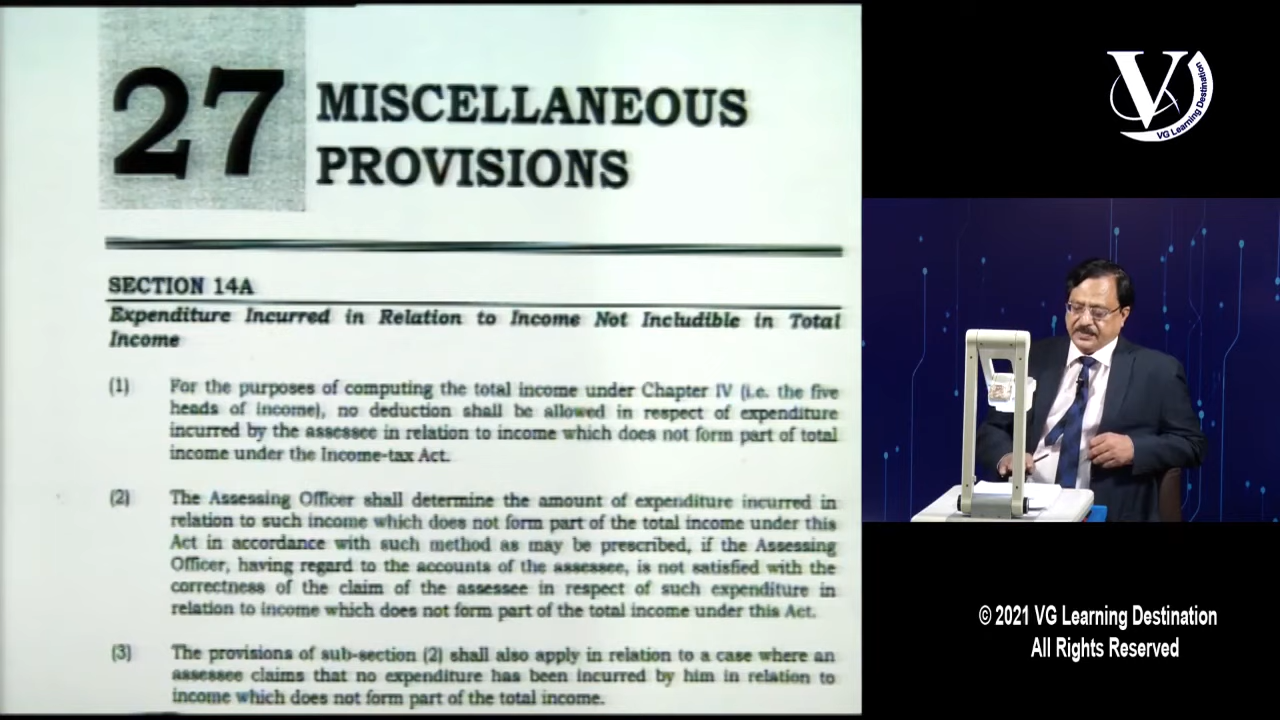 27 MISCELLANEOUS
PROVISIONS
SECTION 14A
Expenditure Incurred in Relation to Income Not Includible in Total
Income
(1) For the purposes of computing the total income under Chapter IV (i.e. the five
heads of income), no deduction shall be allowed in respect of expenditure
incurred by the assessee in relation to income which does not form part of total
income under the Income-tax Act.
(2) The Assessing Officer shall determine the amount of expenditure incurred in
relation to such income which does not form part of the total income under this
Act in accordance with such method as may be prescribed, if the Assessing
Officer, having regard to the accounts of the assessee, is not satisfied with the
correctness of the claim of the assessee in respect of such expenditure in
relation to income which does not form part of the total income under this Act.
(3) The provisions of sub-section (2) shall also apply in relation to a case where an
assessee claims that no expenditure has been incurred by him in relation to
income which does not form part of the total income.
V
VG Learning Destination
© 2021 VG Learning Destination
All Rights Reserved